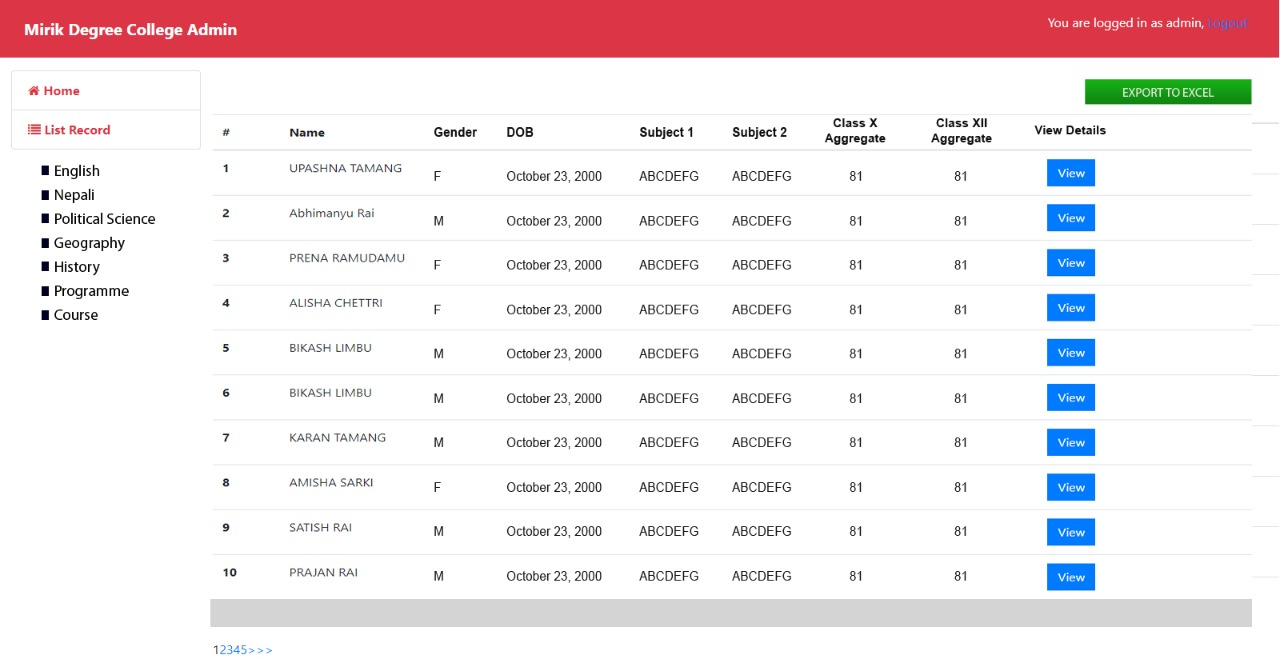 Mirik Degree College Admin
You are logged in as admin, Logout
Home
List Record
English
Nepali
Political Science
Geography
History
Programme
Course
EXPORT TO EXCEL
# Name Gender DOB Subject 1 Subject 2 Class X Aggregate Class XII Aggregate View Details
1 UPASHNA TAMANG F October 23, 2000 ABCDEFG ABCDEFG 81 81 View
2 Abhimanyu Rai M October 23, 2000 ABCDEFG ABCDEFG 81 81 View
3 PRENA RAMUDAMU F October 23, 2000 ABCDEFG ABCDEFG 81 81 View
4 ALISHA CHETTRI F October 23, 2000 ABCDEFG ABCDEFG 81 81 View
5 BIKASH LIMBU M October 23, 2000 ABCDEFG ABCDEFG 81 81 View
6 BIKASH LIMBU M October 23, 2000 ABCDEFG ABCDEFG 81 81 View
7 KARAN TAMANG M October 23, 2000 ABCDEFG ABCDEFG 81 81 View
8 AMISHA SARKI F October 23, 2000 ABCDEFG ABCDEFG 81 81 View
9 SATISH RAI M October 23, 2000 ABCDEFG ABCDEFG 81 81 View
10 PRAJAN RAI M October 23, 2000 ABCDEFG ABCDEFG 81 81 View
12345>>>